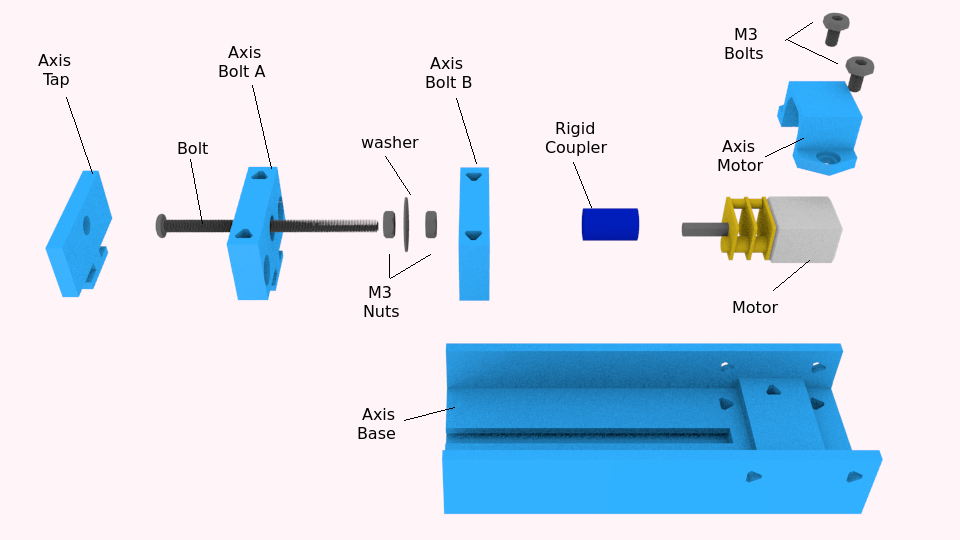 Axis
Tap
Bolt
Axis
Bolt A
washer
M3
Nuts
Axis
Bolt B
Rigid
Coupler
M3
Bolts
Axis
Motor
Motor
Axis
Base